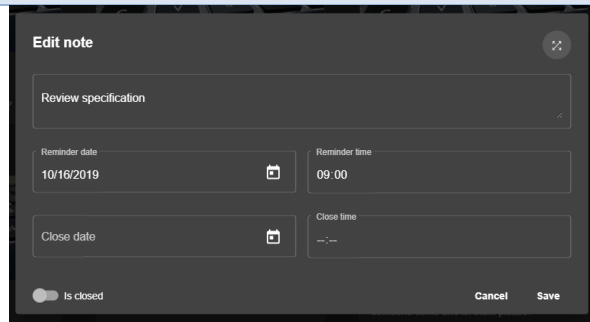 Edit note
Review specification
Reminder date
10/16/2019
Reminder time
09:00
Close date
Close time
--:--
Is closed
Cancel
Save